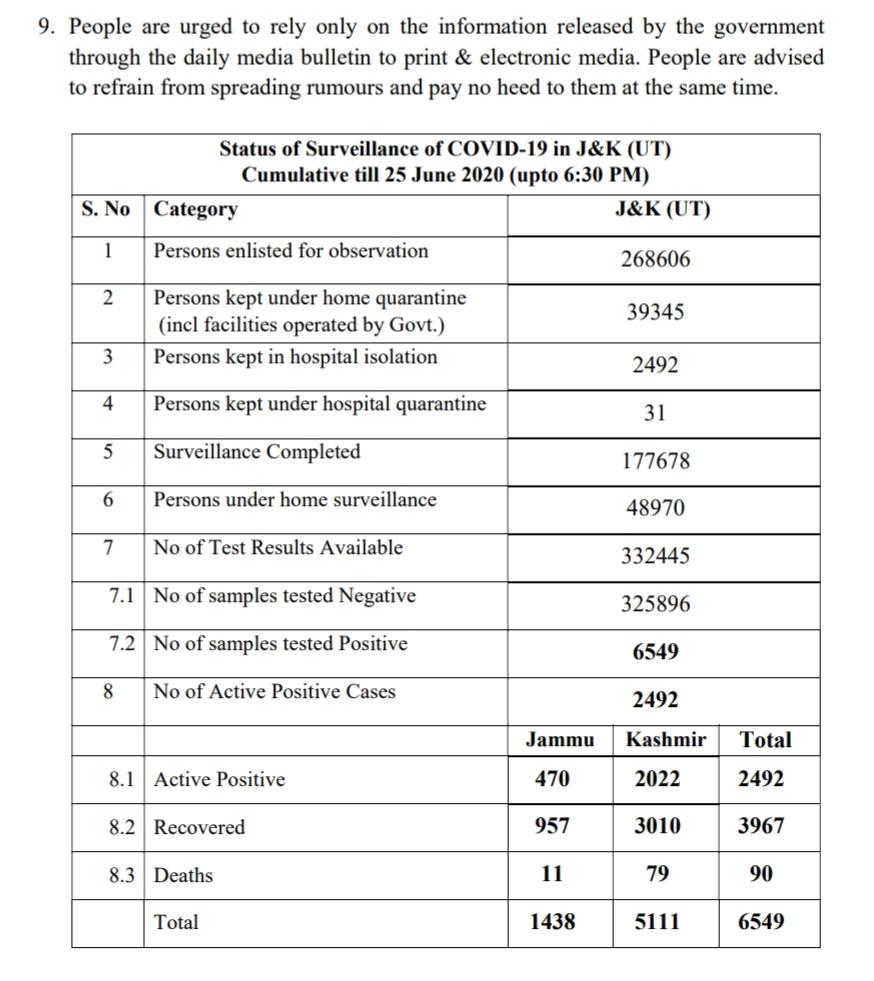 9. People are urged to rely only on the information released by the government
through the daily media bulletin to print & electronic media. People are advised
to refrain from spreading rumours and pay no heed to them at the same time.
Status of Surveillance of COVID-19 in J&K (UT)
Cumulative till 25 June 2020 (upto 6:30 PM)
S. No Category J&K (UT)
1 Persons enlisted for observation 268606
2 Persons kept under home quarantine
(incl facilities operated by Govt.) 39345
3 Persons kept in hospital isolation 2492
4 Persons kept under hospital quarantine 31
5 Surveillance Completed 177678
6 Persons under home surveillance 48970
7 No of Test Results Available 332445
7.1 No of samples tested Negative 325896
7.2 No of samples tested Positive 6549
8 No of Active Positive Cases 2492
Jammu Kashmir Total
8.1 Active Positive 470 2022 2492
8.2 Recovered 957 3010 3967
8.3 Deaths 11 79 90
Total 1438 5111 6549